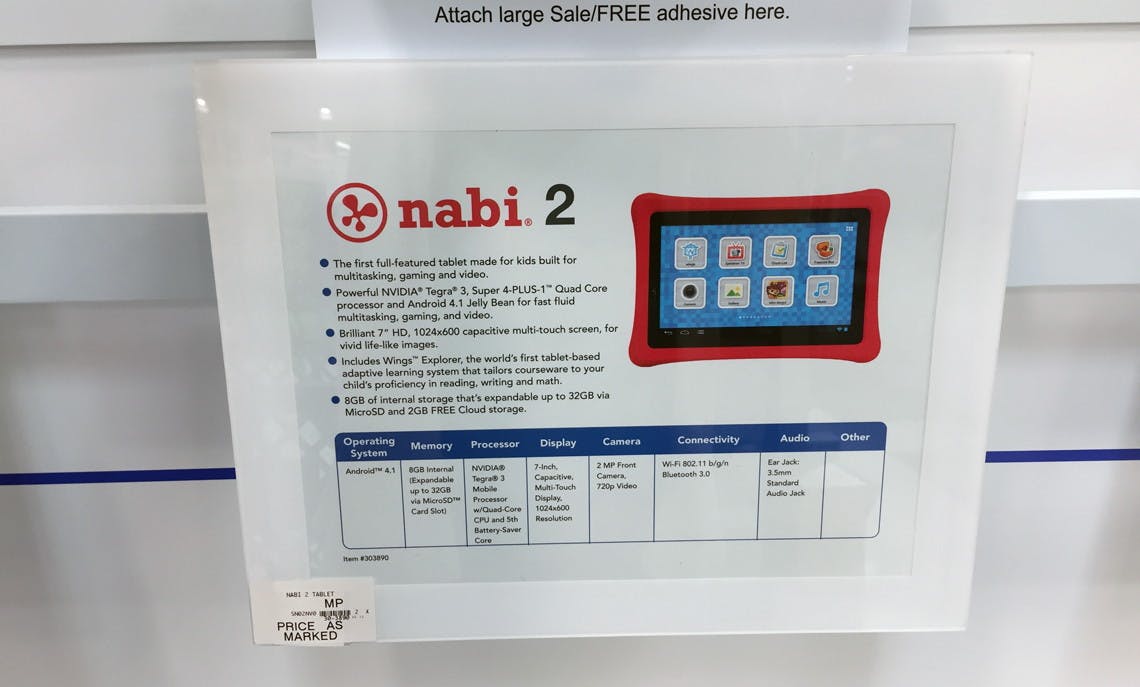 Attach large Sale/FREE adhesive here.
nabi® 2
The first full-featured tablet made for kids built for
multitasking, gaming and video.
Powerful NVIDIA® Tegra® 3, Super 4-PLUS-1™ Quad Core
processor and Android 4.1 Jelly Bean for fast fluid
multitasking, gaming, and video.
Brilliant 7" HD, 1024x600 capacitive multi-touch screen, for
vivid life-like images.
Includes Wings™ Explorer, the world's first tablet-based
adaptive learning system that tailors courseware to your
child's proficiency in reading, writing and math.
8GB of internal storage that's expandable up to 32GB via
MicroSD and 2GB FREE Cloud storage.
Operating
System
Memory
Processor
Display
Camera
Connectivity
Audio
Other
Android™ 4.1
8GB Internal
(Expandable
up to 32GB
via MicroSD™
Card Slot)
NVIDIA®
Tegra® 3
Mobile
Processor
w/Quad-Core
CPU and 5th
Battery-Saver
Core
7-Inch,
Capacitive,
Multi-Touch
Display,
1024x600
Resolution
2 MP Front
Camera,
720p Video
Wi-Fi 802.11 b/g/n
Bluetooth 3.0
Ear Jack:
3.5mm
Standard
Audio Jack
Item #303890
NABI 2 TABLET
MP
PRICE AS
MARKED